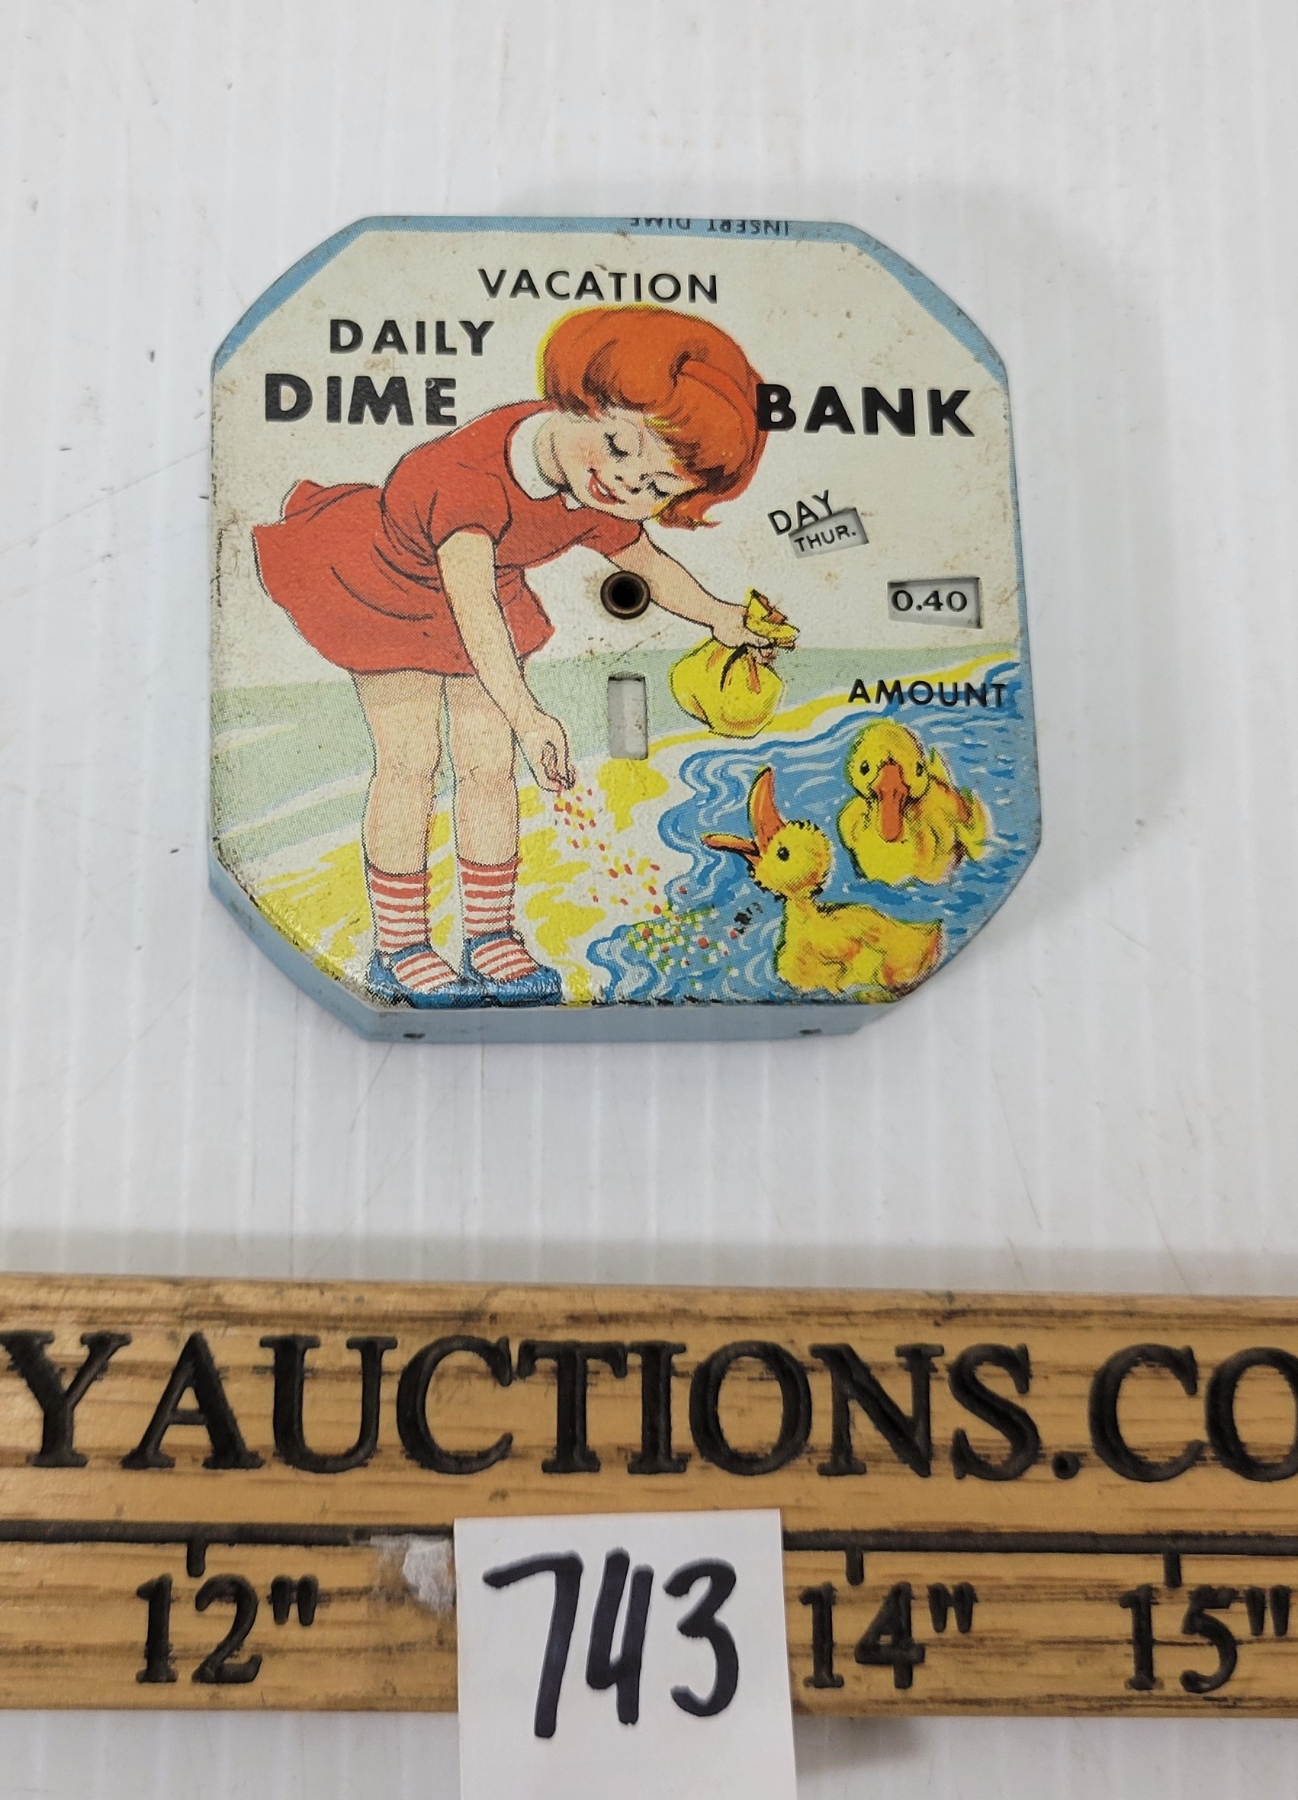 INSERT DIME
VACATION
DAILY
DIME BANK
DAY
THUR.
0.40
AMOUNT
YAUCTIONS.CO
12" 14" 15"
743